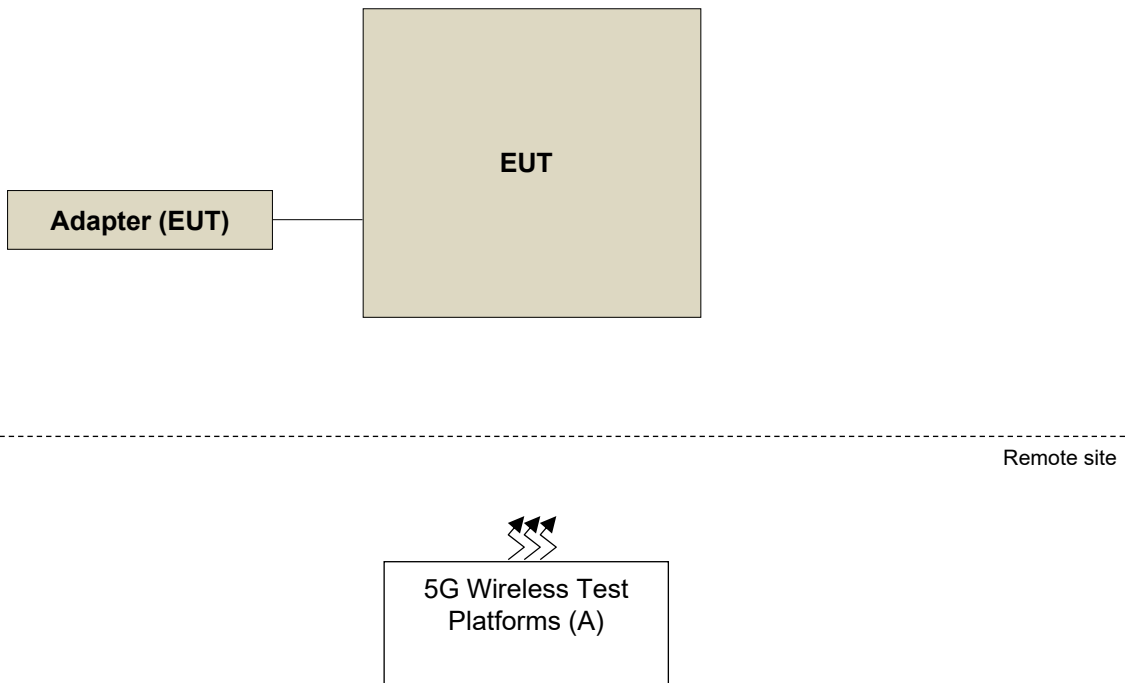 EUT
Adapter (EUT)
Remote site
5G Wireless Test
Platforms (A)